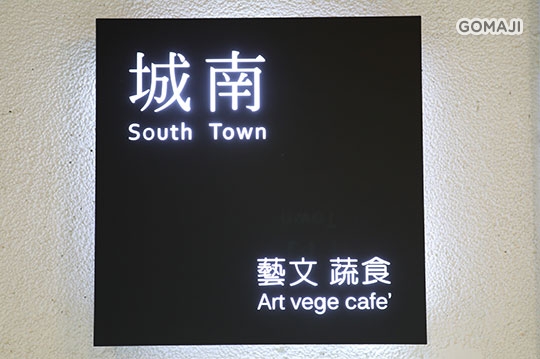 GOMAJI
城南
South Town
藝文 蔬食
Art vege cafe'